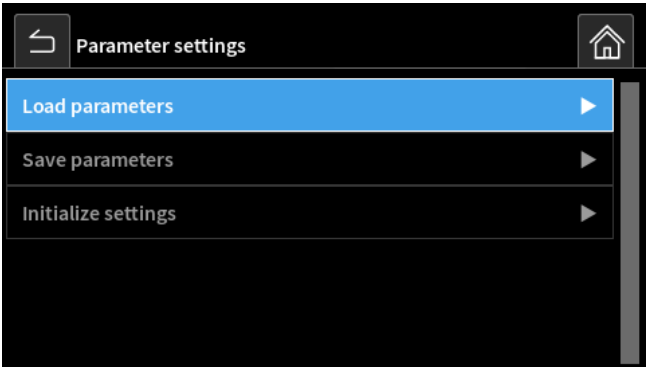 Parameter settings
Load parameters
Save parameters
Initialize settings